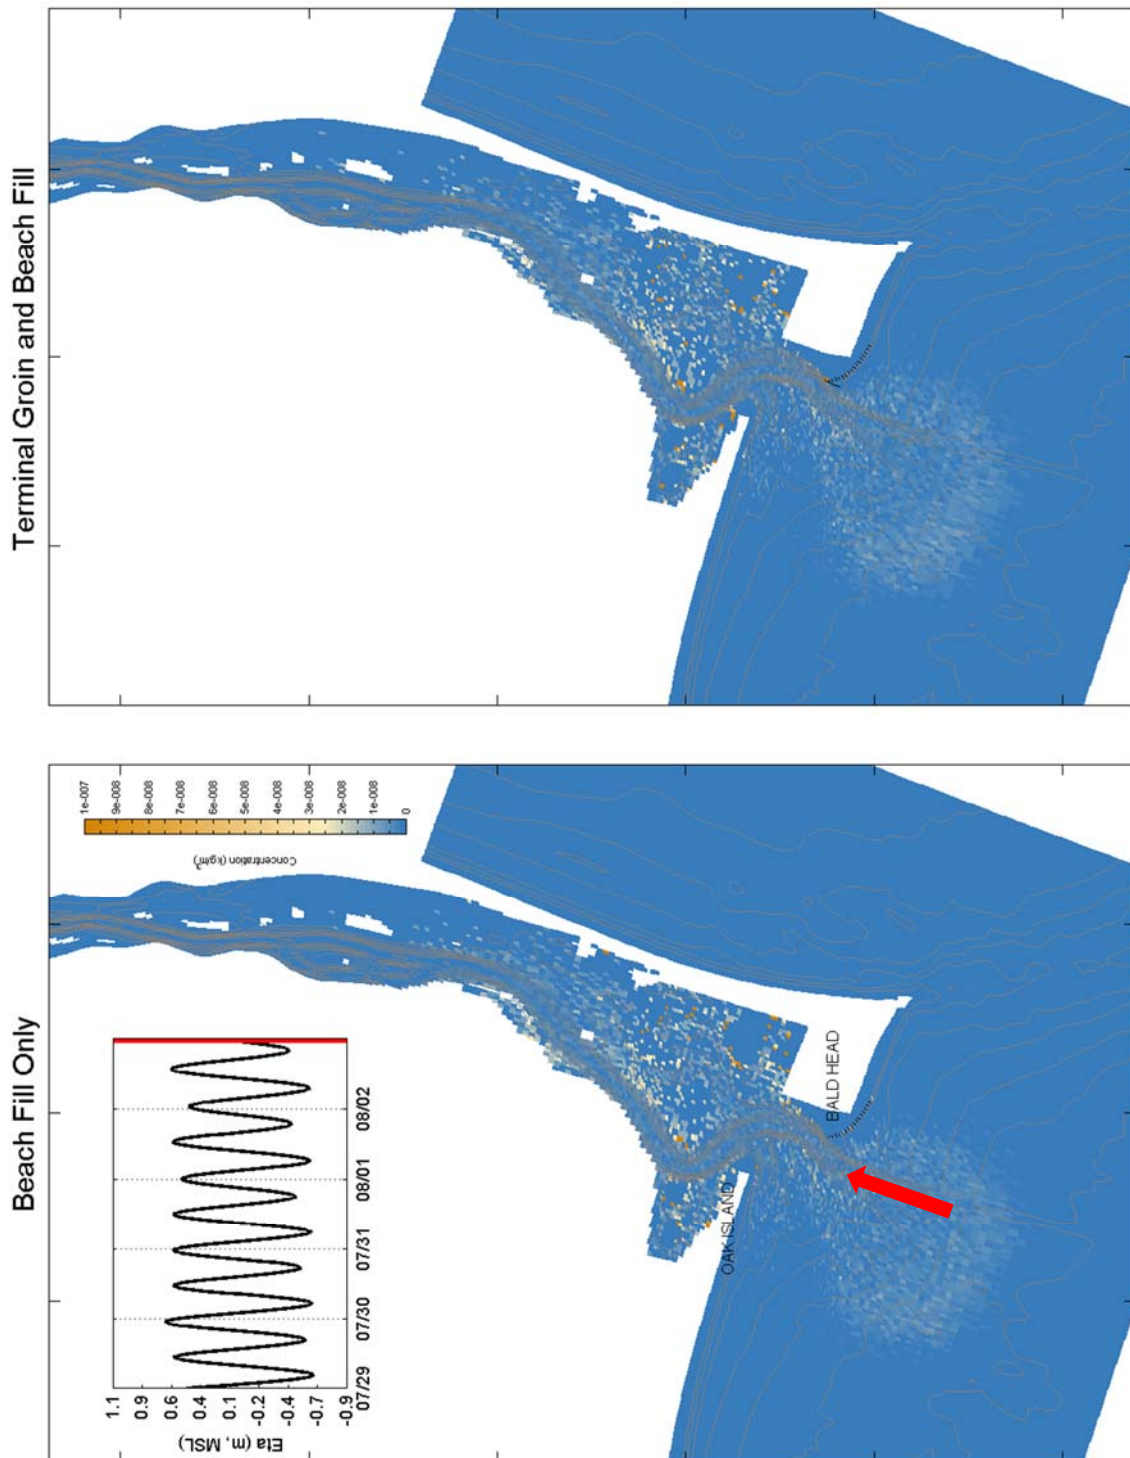 Terminal Groin and Beach Fill
Beach Fill Only
1e-007
9e-008
8e-008
7e-008
6e-008
5e-008
4e-008
3e-008
2e-008
1e-008
0
Concentration (kg/m³)
1.1
0.9
0.6
0.4
0.1
-0.2
-0.4
-0.7
-0.9
Eta (m, MSL)
07/29
07/30
07/31
08/01
08/02
OAK ISLAND
BALD HEAD